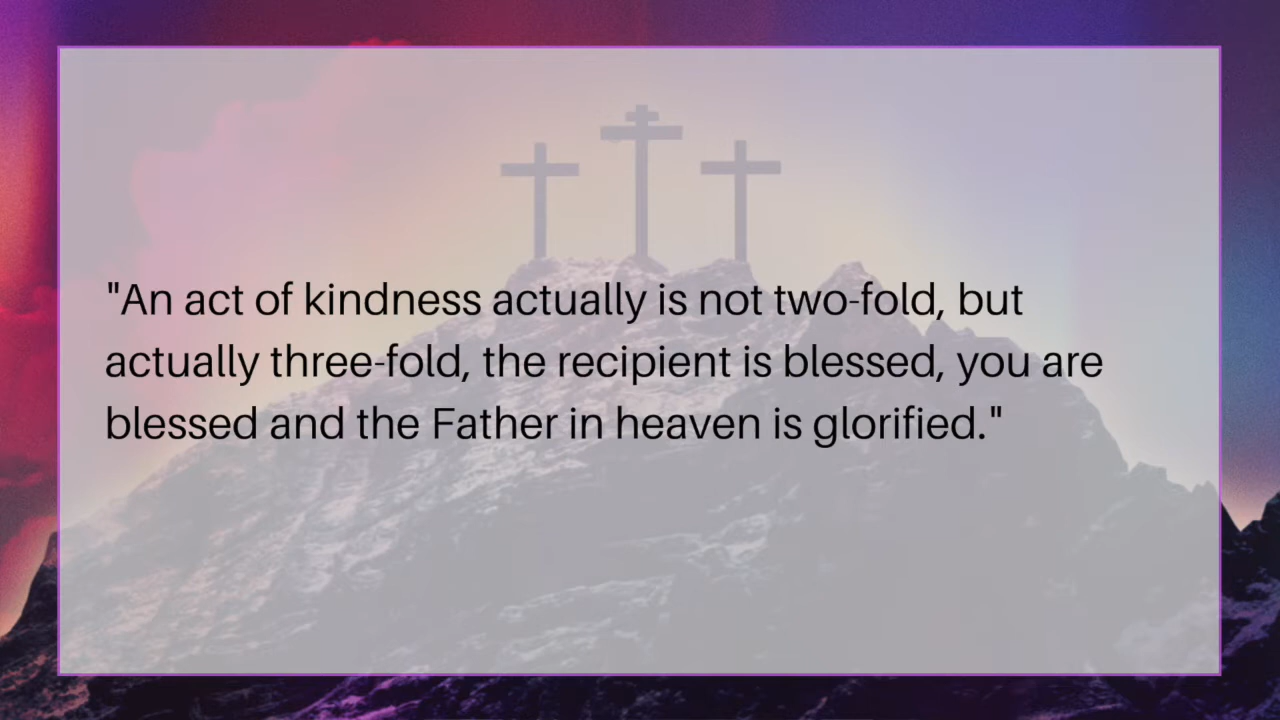 "An act of kindness actually is not two-fold, but
actually three-fold, the recipient is blessed, you are
blessed and the Father in heaven is glorified."